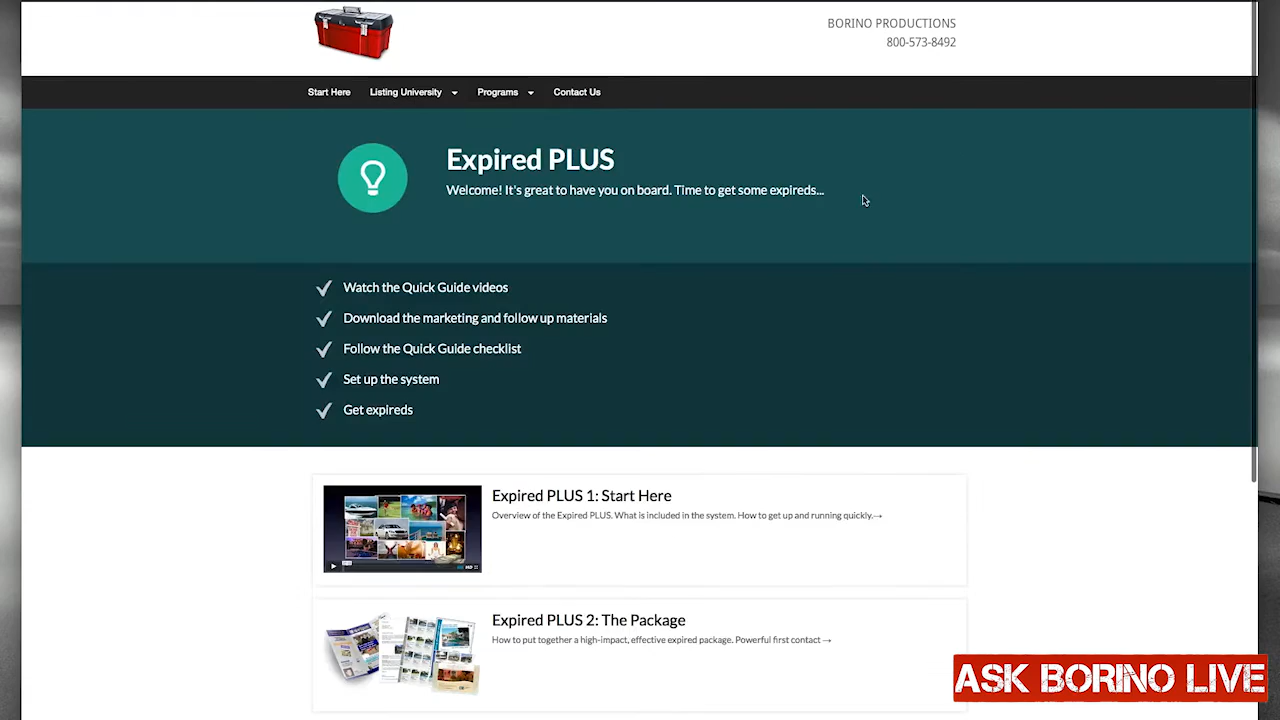 BORINO PRODUCTIONS
800-573-8492
Start Here
Listing University
Programs
Contact Us
Expired PLUS
Welcome! It's great to have you on board. Time to get some expireds...
Watch the Quick Guide videos
Download the marketing and follow up materials
Follow the Quick Guide checklist
Set up the system
Get expireds
Expired PLUS 1: Start Here
Overview of the Expired PLUS. What is included in the system. How to get up and running quickly.→
Expired PLUS 2: The Package
How to put together a high-impact, effective expired package. Powerful first contact →
ASK BORINO LIVE